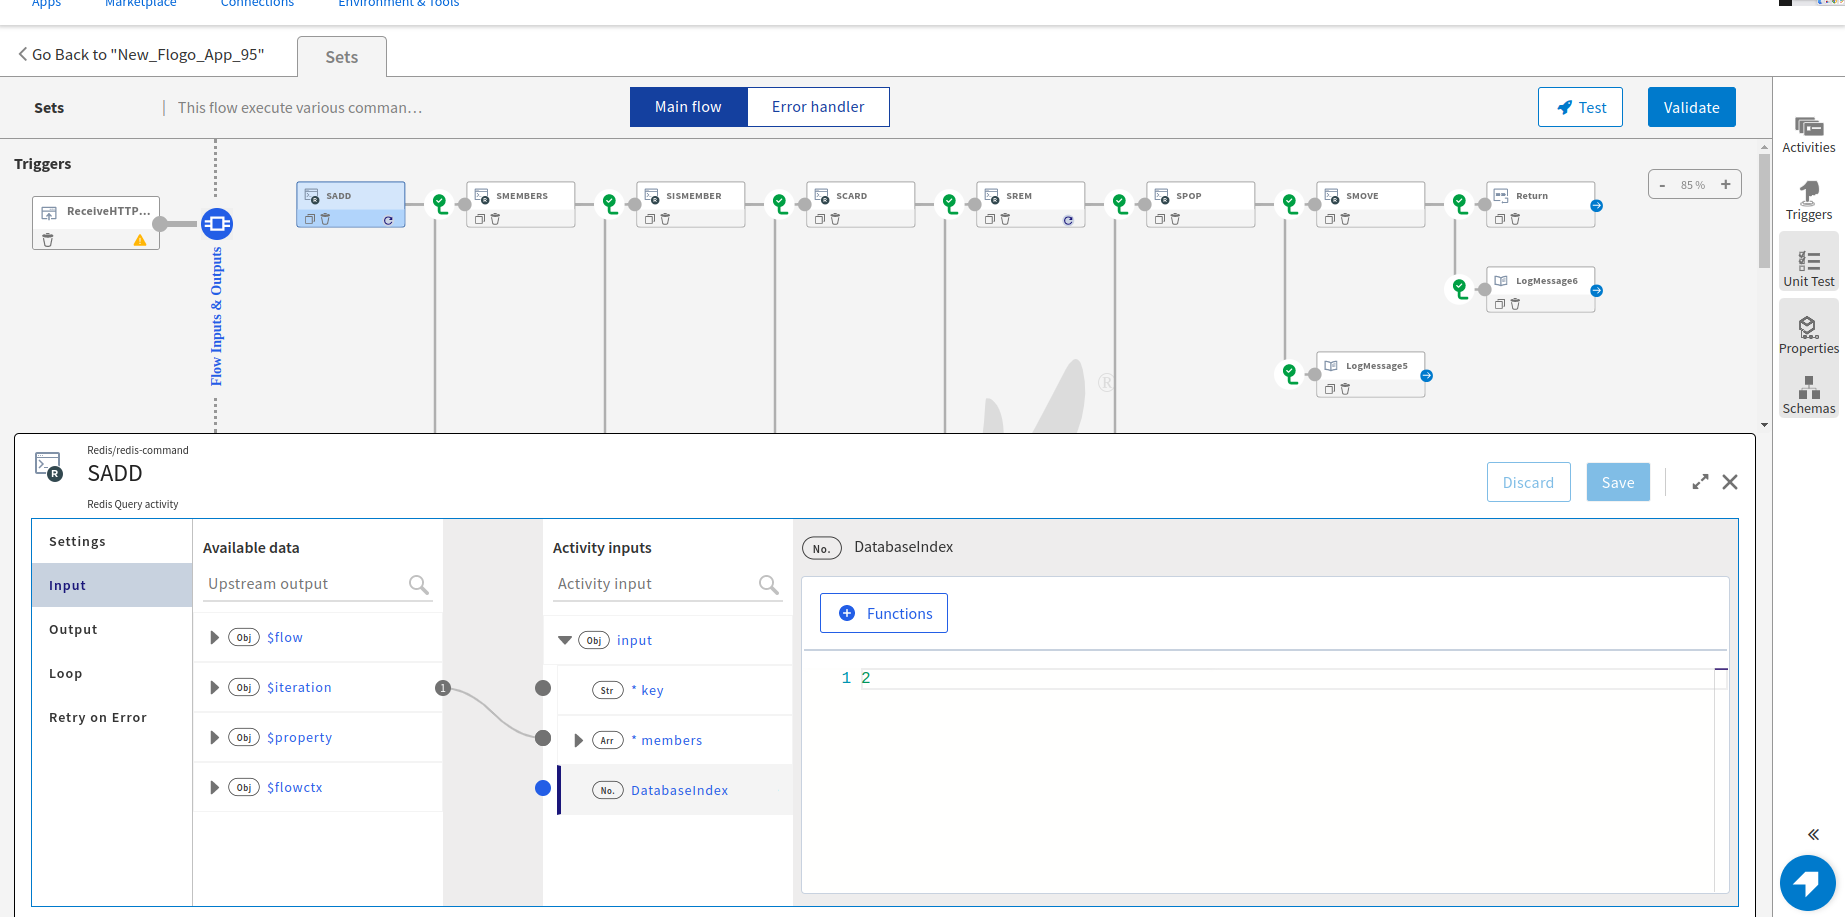 Apps Marketplace Connections Environment & Tools
Go Back to "New_Flogo_App_95" Sets
Sets | This flow execute various comman… Main flow Error handler Test Validate
Triggers
ReceiveHTTP...
Flow Inputs & Outputs
SADD SMEMBERS SISMEMBER SCARD SREM SPOP SMOVE Return
LogMessage6
LogMessage5
®
- 85 % +
Activities
Triggers
Unit Test
Properties
Schemas
Redis/redis-command
R SADD
Redis Query activity
Discard Save
Settings
Input
Output
Loop
Retry on Error
Available data
Upstream output
Obj $flow
Obj $iteration 1
Obj $property
Obj $flowctx
Activity inputs
Activity input
Obj input
Str * key
Arr * members
No. DatabaseIndex
No. DatabaseIndex
Functions
1 2